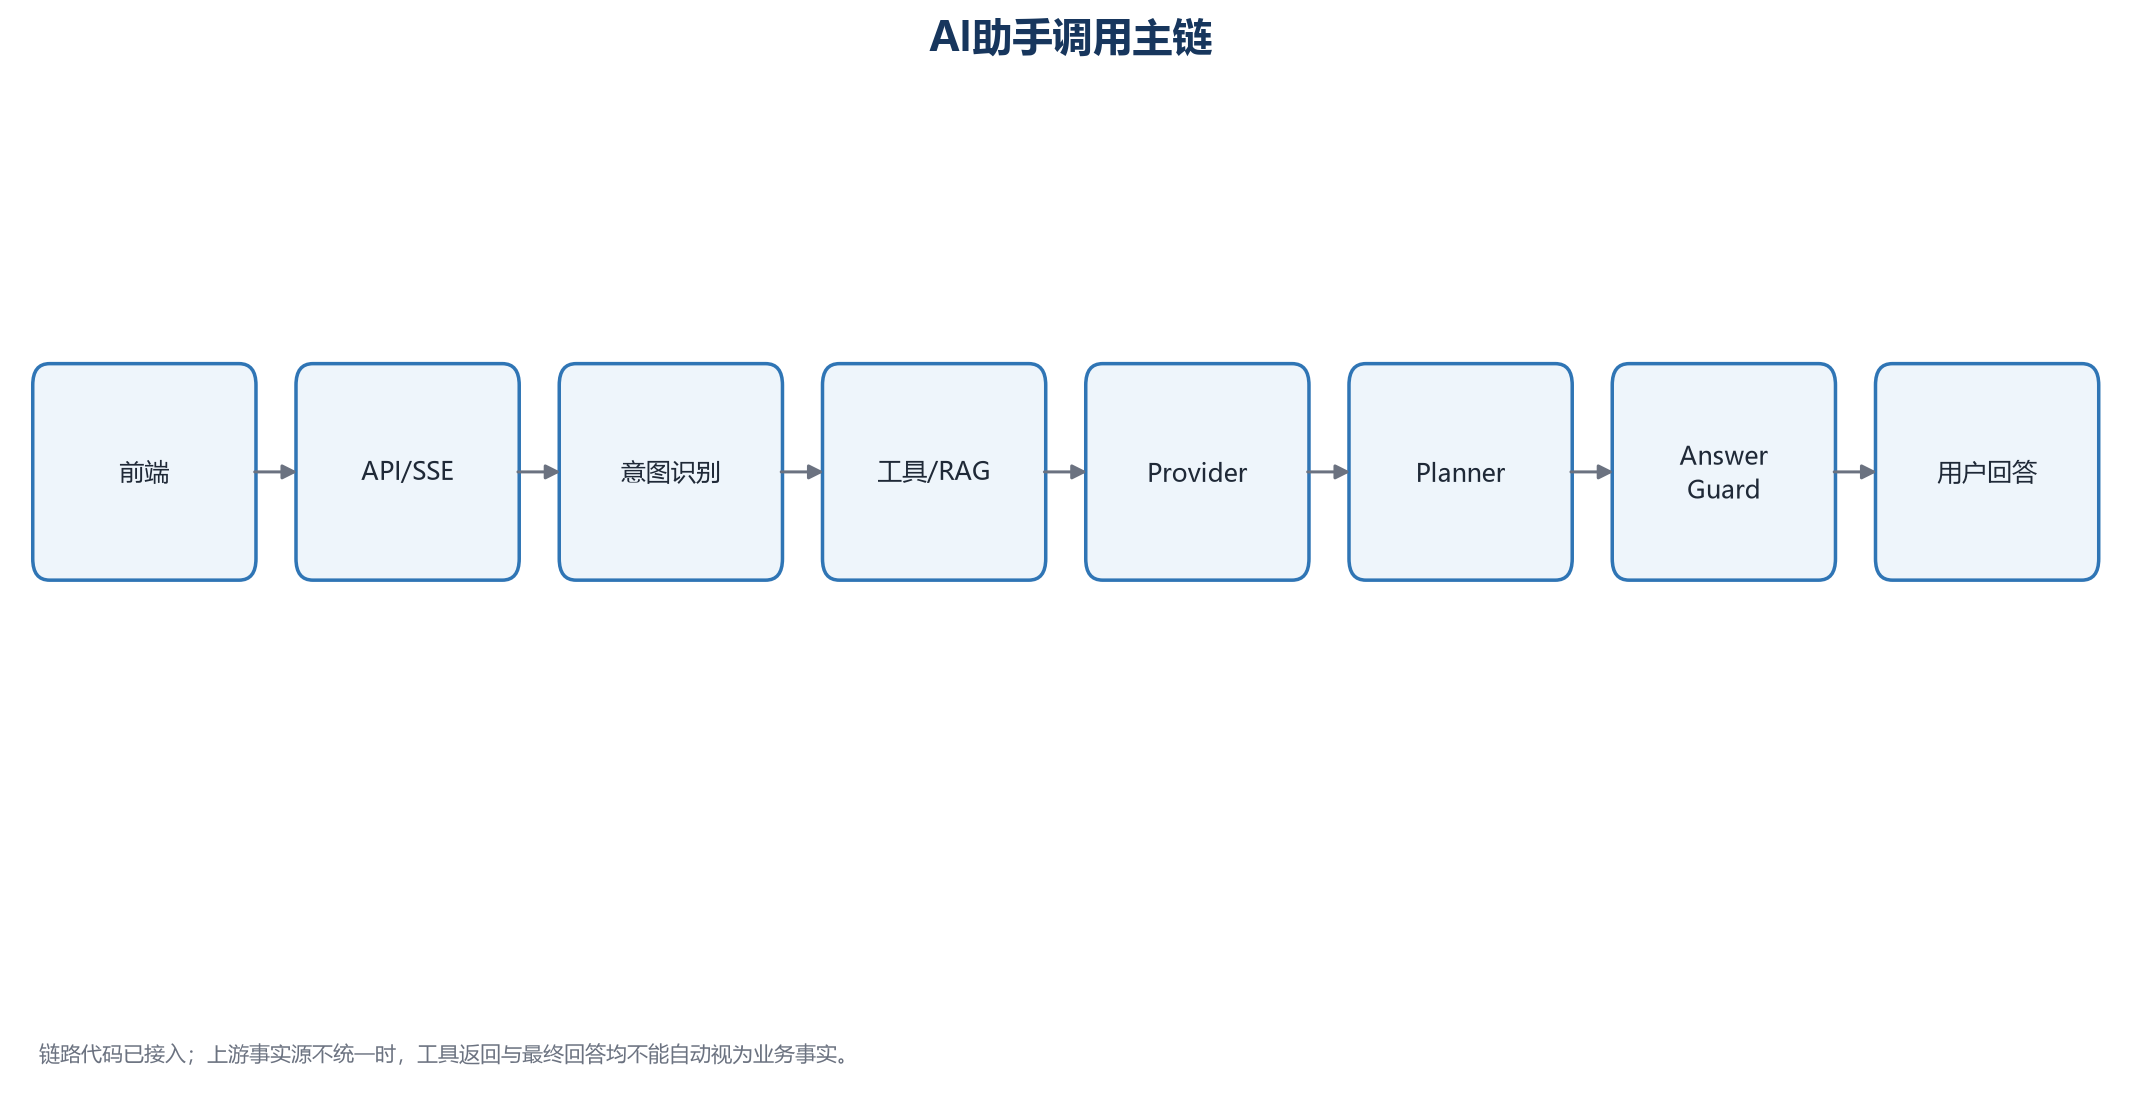 AI助手调用主链
前端
API/SSE
意图识别
工具/RAG
Provider
Planner
Answer
Guard
用户回答
链路代码已接入；上游事实源不统一时，工具返回与最终回答均不能自动视为业务事实。